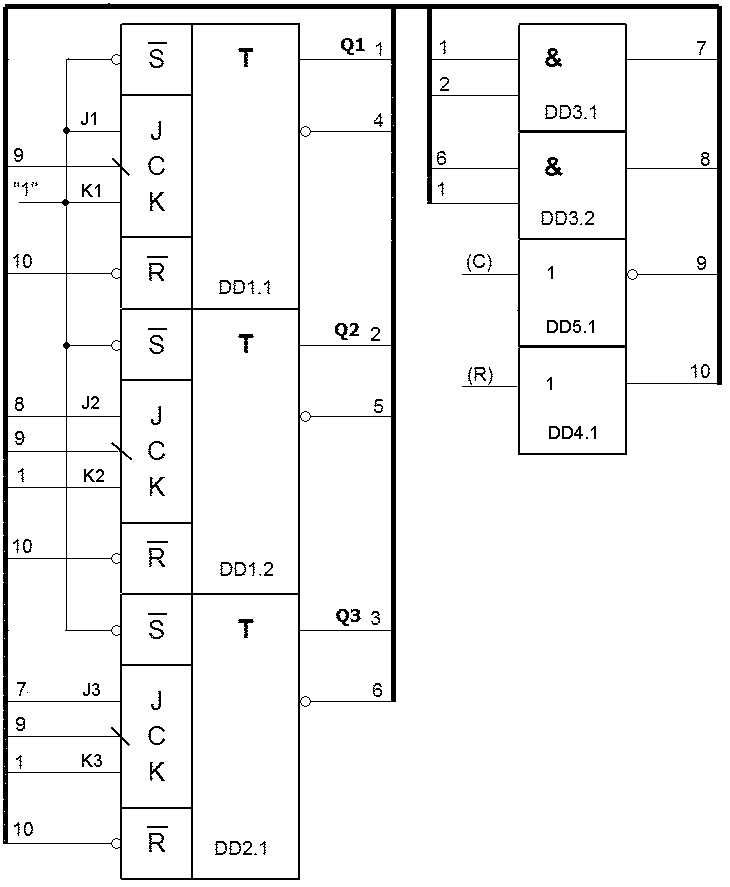 S̅ T Q1 1
J1 J 4
9 C
"1" K1 K
10 R̅
DD1.1
S̅ T Q2 2
8 J2 J 5
9 C
1 K2 K
10 R̅
DD1.2
S̅ T Q3 3
7 J3 J 6
9 C
1 K3 K
10 R̅
DD2.1
1 & 7
2
DD3.1
6 & 8
1
DD3.2
(C) 1 9
DD5.1
(R) 1 10
DD4.1